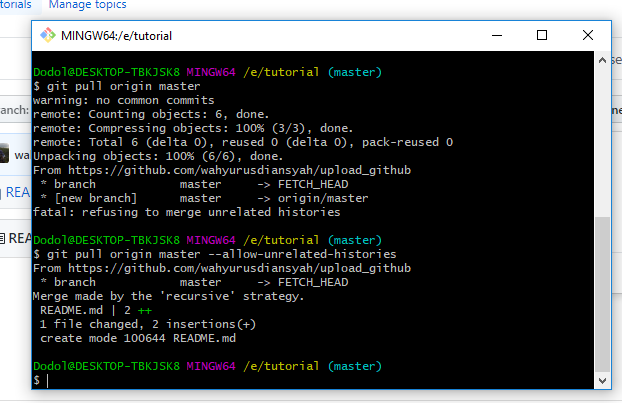 torials Manage topics
MINGW64:/e/tutorial
Dodol@DESKTOP-TBKJSK8 MINGW64 /e/tutorial (master)
$ git pull origin master
warning: no common commits
remote: Counting objects: 6, done.
remote: Compressing objects: 100% (3/3), done.
remote: Total 6 (delta 0), reused 0 (delta 0), pack-reused 0
Unpacking objects: 100% (6/6), done.
From https://github.com/wahyurusdiansyah/upload_github
 * branch            master     -> FETCH_HEAD
 * [new branch]      master     -> origin/master
fatal: refusing to merge unrelated histories
Dodol@DESKTOP-TBKJSK8 MINGW64 /e/tutorial (master)
$ git pull origin master --allow-unrelated-histories
From https://github.com/wahyurusdiansyah/upload_github
 * branch            master     -> FETCH_HEAD
Merge made by the 'recursive' strategy.
 README.md | 2 ++
 1 file changed, 2 insertions(+)
 create mode 100644 README.md
Dodol@DESKTOP-TBKJSK8 MINGW64 /e/tutorial (master)
$
anch:
wa
REA
REA